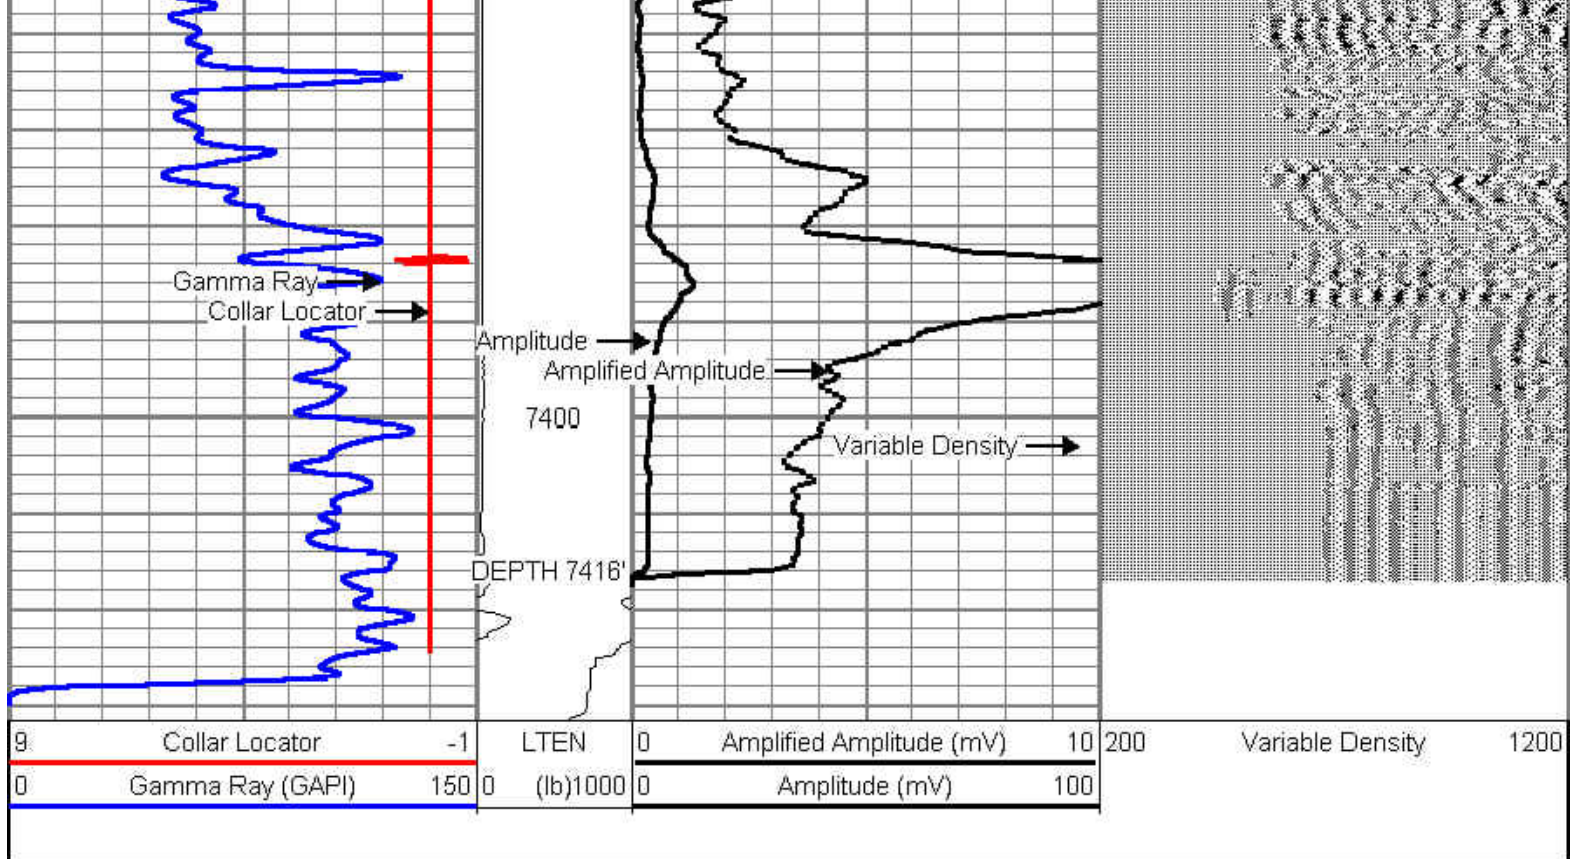 Gamma Ray
Collar Locator
Amplitude
Amplified Amplitude
7400
Variable Density
DEPTH 7416'
9 Collar Locator -1 LTEN 0 Amplified Amplitude (mV) 10 200 Variable Density 1200
0 Gamma Ray (GAPI) 150 0 (lb) 1000 0 Amplitude (mV) 100